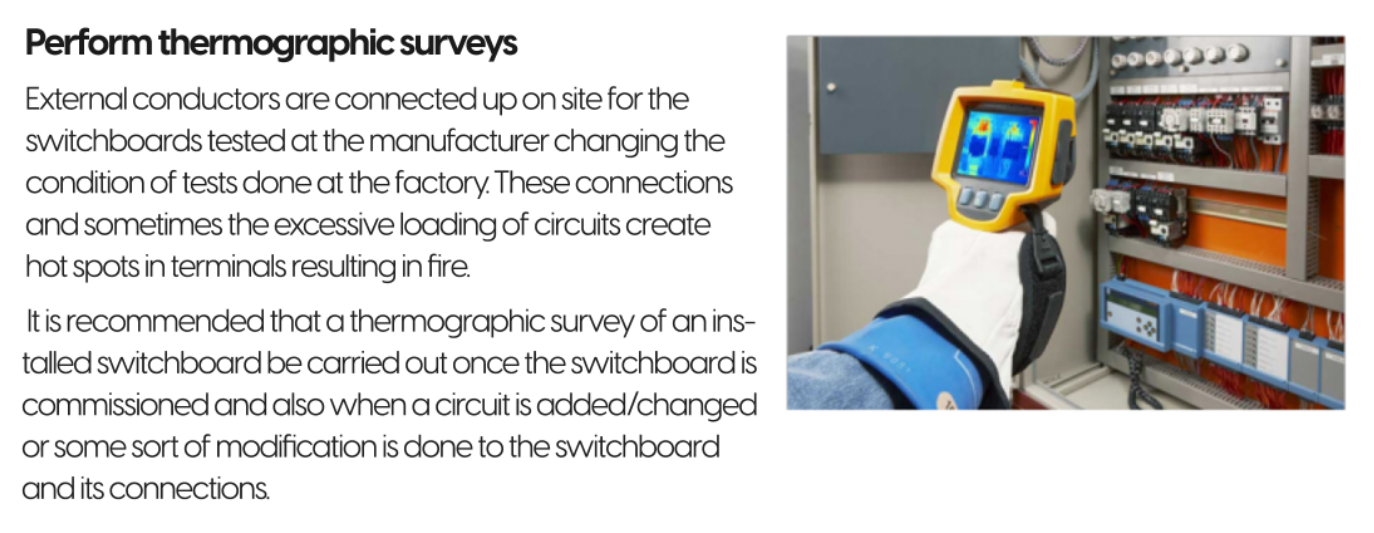 Perform thermographic surveys
External conductors are connected up on site for the
switchboards tested at the manufacturer changing the
condition of tests done at the factory. These connections
and sometimes the excessive loading of circuits create
hot spots in terminals resulting in fire.
It is recommended that a thermographic survey of an ins-
talled switchboard be carried out once the switchboard is
commissioned and also when a circuit is added/changed
or some sort of modification is done to the switchboard
and its connections.